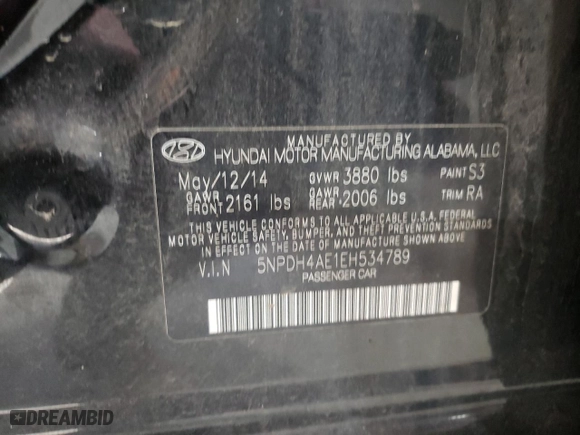 MANUFACTURED BY
HYUNDAI MOTOR MANUFACTURING ALABAMA, LLC
May/12/14 GVWR 3880 lbs PAINT S3
GAWR FRONT 2161 lbs GAWR REAR 2006 lbs TRIM RA
THIS VEHICLE CONFORMS TO ALL APPLICABLE U.S.A. FEDERAL
MOTOR VEHICLE SAFETY, BUMPER, AND THEFT PREVENTION STANDARDS
IN EFFECT ON THE DATE OF MANUFACTURE SHOWN ABOVE.
V.I.N 5NPDH4AE1EH534789
PASSENGER CAR
DREAMBID